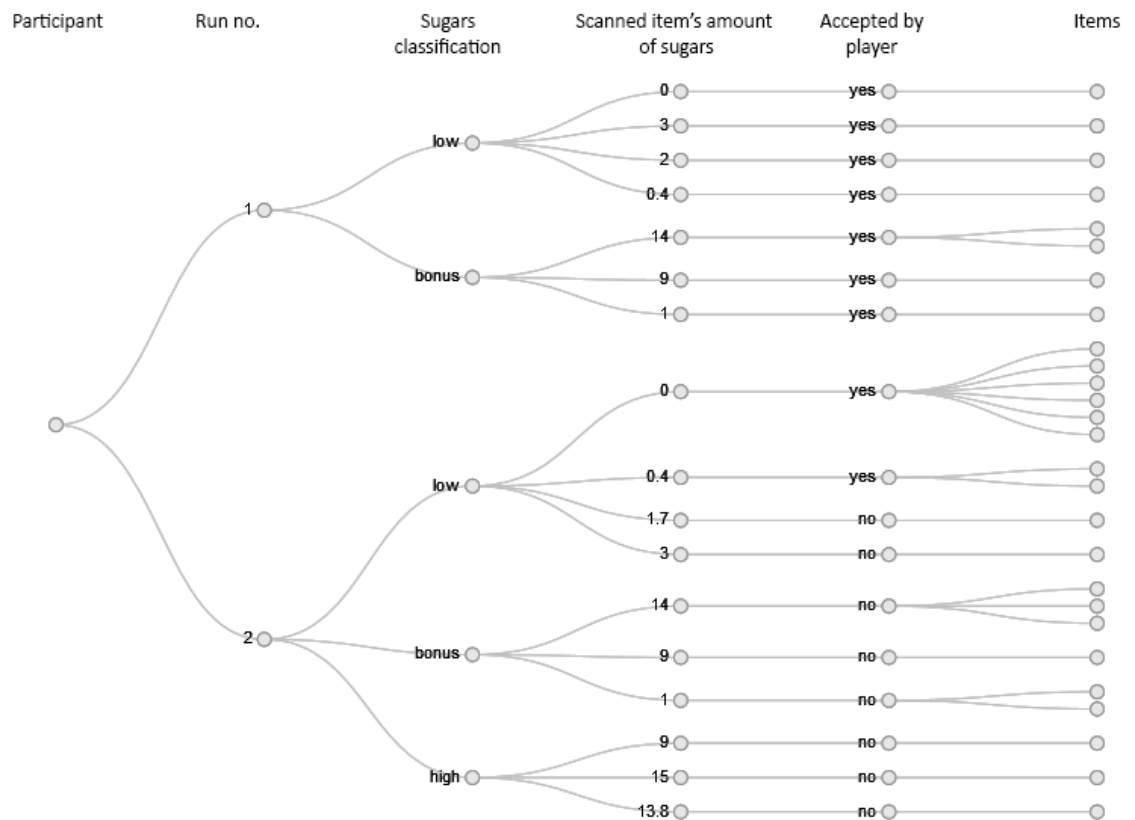 Participant Run no. Sugars Scanned item's amount Accepted by Items
classification of sugars player
0 yes
3 yes
low
2 yes
0.4 yes
1
14 yes
bonus
9 yes
1 yes
0 yes
0.4 yes
low
1.7 no
3 no
14 no
2
bonus
9 no
1 no
9 no
high
15 no
13.8 no